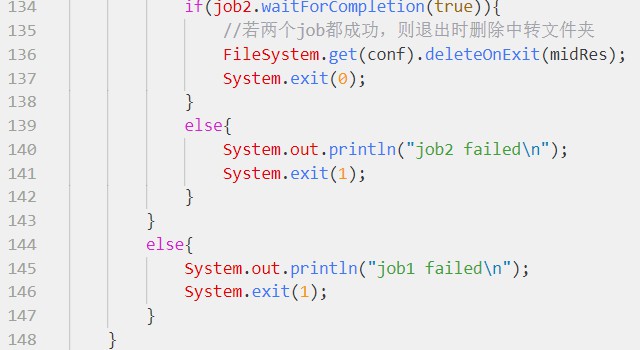 134 if(job2.waitForCompletion(true)){
135 //若两个job都成功，则退出时删除中转文件夹
136 FileSystem.get(conf).deleteOnExit(midRes);
137 System.exit(0);
138 }
139 else{
140 System.out.println("job2 failed\n");
141 System.exit(1);
142 }
143 }
144 else{
145 System.out.println("job1 failed\n");
146 System.exit(1);
147 }
148 }